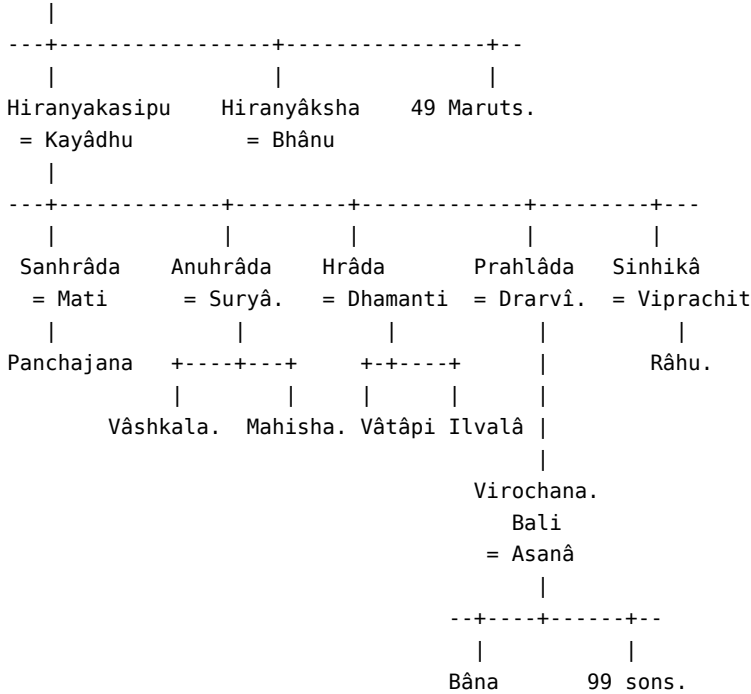 |
---+-----------------+----------------+--
   |                 |                |
Hiranyakasipu   Hiranyâksha   49 Maruts.
 = Kayâdhu         = Bhânu
   |
---+-------------+---------+-------------+---------+---
   |             |         |             |         |
 Sanhrâda    Anuhrâda    Hrâda       Prahlâda   Sinhikâ
  = Mati      = Suryâ.   = Dhamanti  = Drarvî.  = Viprachit
   |              |           |           |          |
Panchajana   +----+---+     +-+----+      |        Râhu.
             |        |     |      |      |
        Vâshkala.  Mahisha. Vâtâpi Ilvalâ |
                                          |
                                     Virochana.
                                        Bali
                                      = Asanâ
                                          |
                                   --+----+------+--
                                     |           |
                                   Bâna     99 sons.